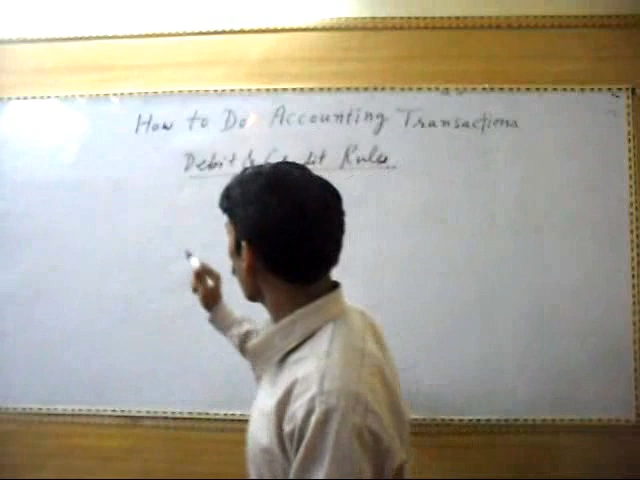 How to Do Accounting Transactions
Debit & Credit Rules